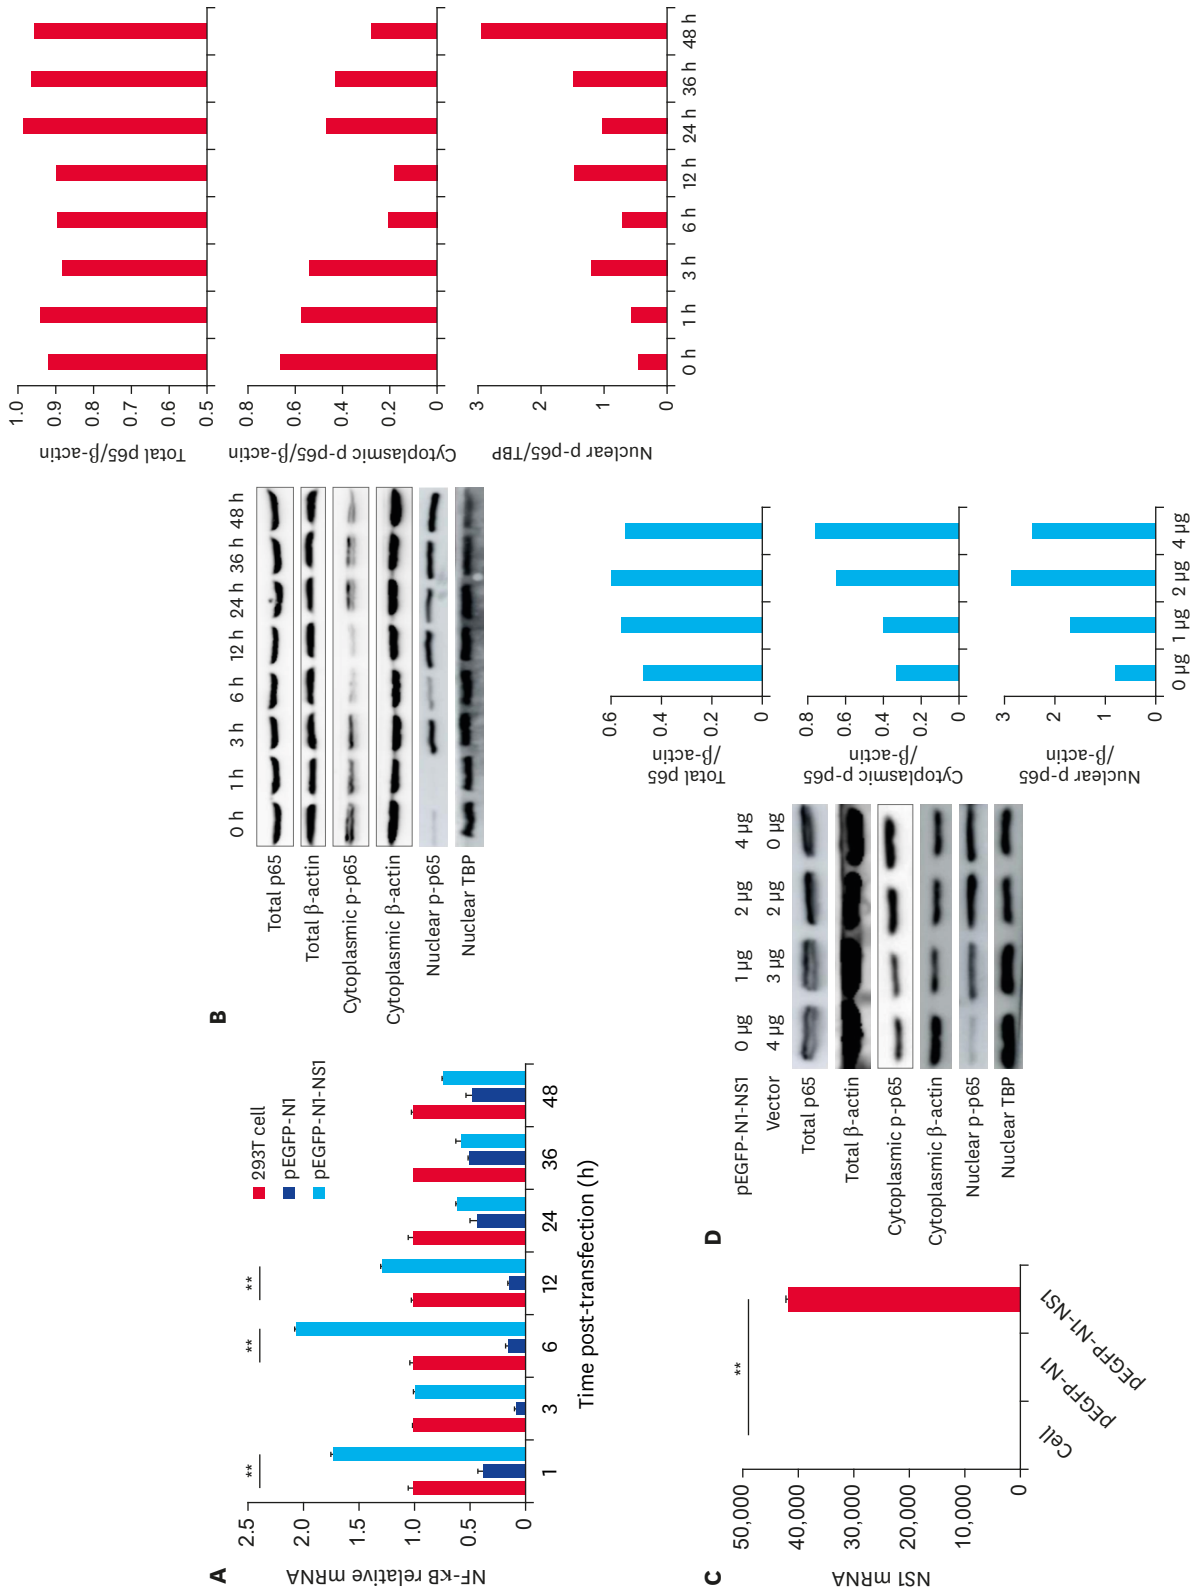 A
NF-κB relative mRNA
2.5
2.0
1.5
1.0
0.5
0
293T cell
pEGFP-N1
pEGFP-N1-NS1
** ** **
1 3 6 12 24 36 48
Time post-transfection (h)
B
0 h 1 h 3 h 6 h 12 h 24 h 36 h 48 h
Total p65
Total β-actin
Cytoplasmic p-p65
Cytoplasmic β-actin
Nuclear p-p65
Nuclear TBP
Total p65/β-actin
1.0
0.9
0.8
0.7
0.6
0.5
Cytoplasmic p-p65/β-actin
0.8
0.6
0.4
0.2
0
Nuclear p-p65/TBP
3
2
1
0
0 h 1 h 3 h 6 h 12 h 24 h 36 h 48 h
C
NS1 mRNA
50,000
40,000
30,000
20,000
10,000
0
**
Cell
pEGFP-N1
pEGFP-N1-NS1
D
pEGFP-N1-NS1 0 µg 1 µg 2 µg 4 µg
Vector 4 µg 3 µg 2 µg 0 µg
Total p65
Total β-actin
Cytoplasmic p-p65
Cytoplasmic β-actin
Nuclear p-p65
Nuclear TBP
Total p65
/β-actin
0.6
0.4
0.2
0
Cytoplasmic p-p65
/β-actin
0.8
0.6
0.4
0.2
0
Nuclear p-p65
/β-actin
3
2
1
0
0 µg 1 µg 2 µg 4 µg